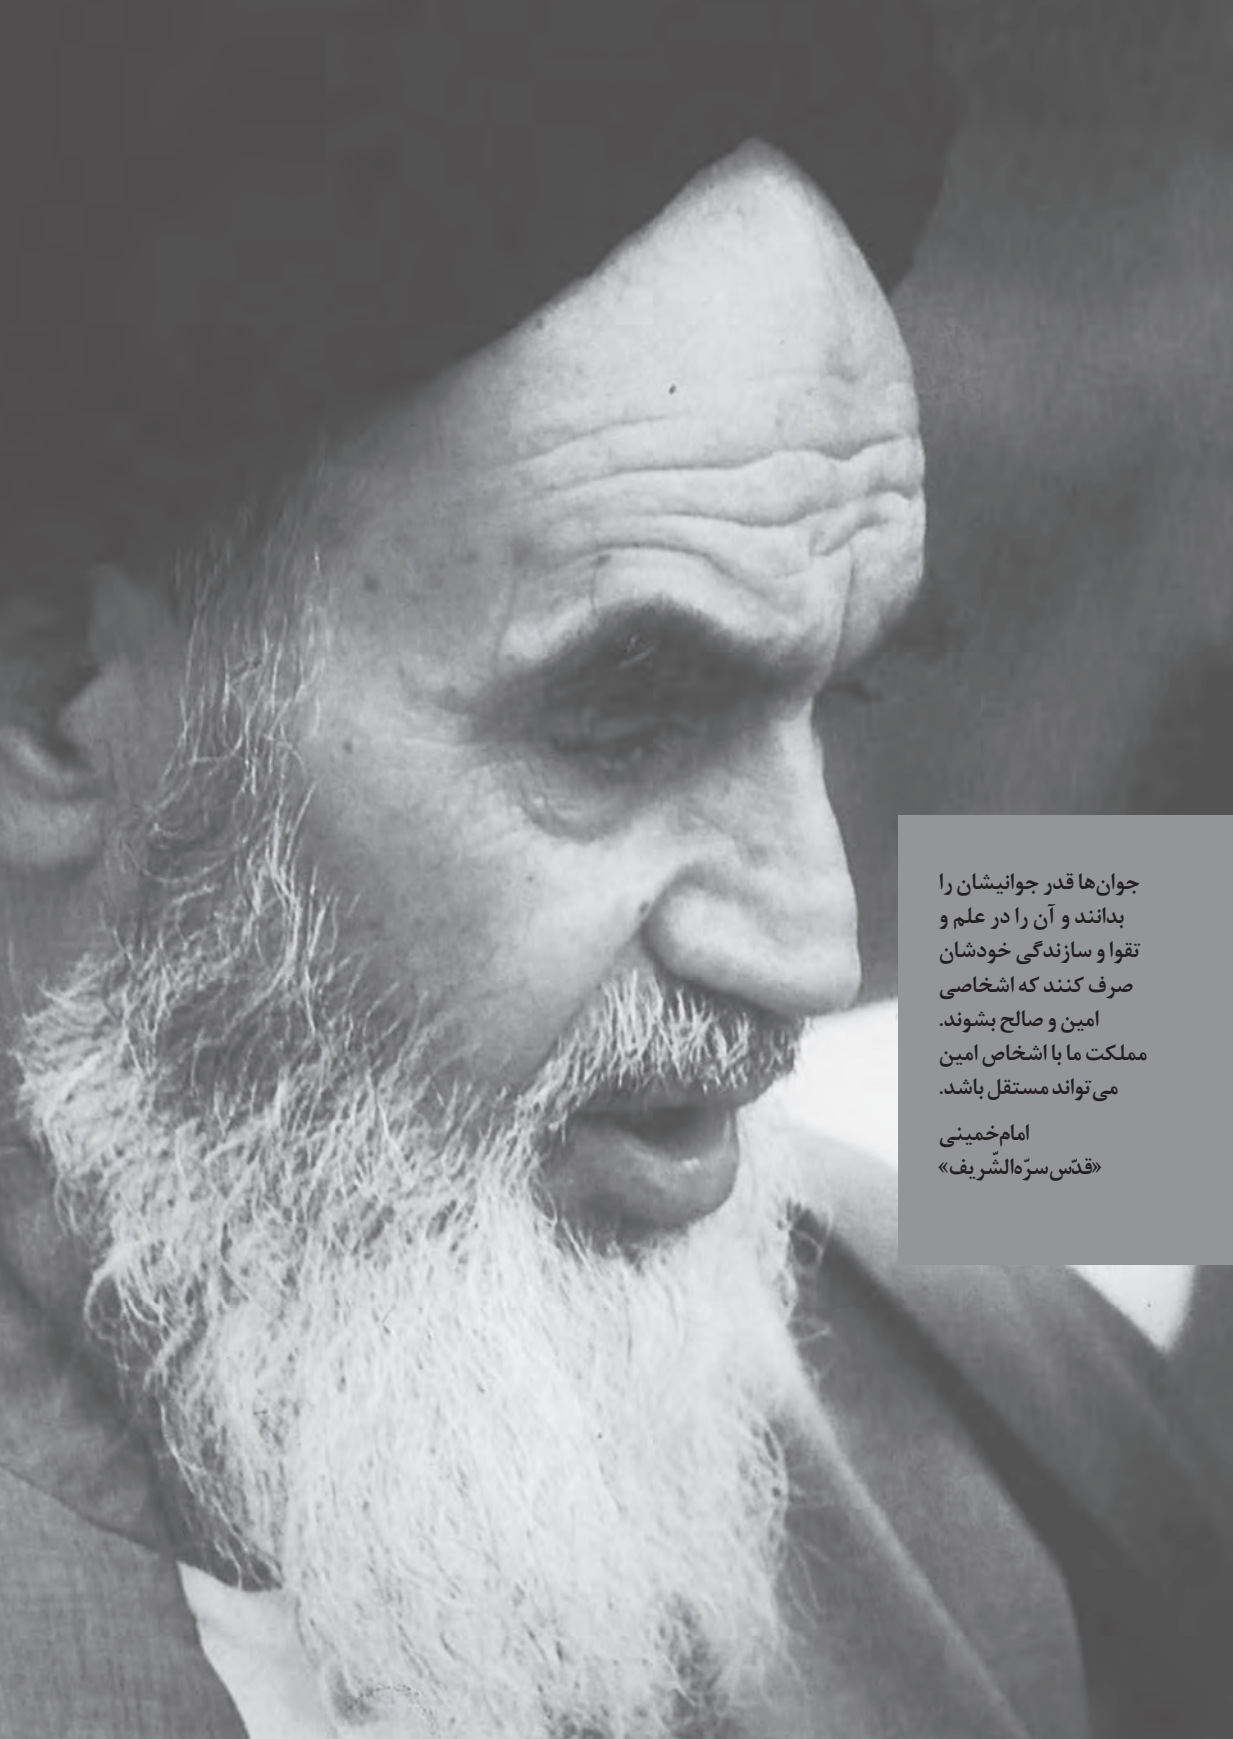 جوان‌ها قدر جوانیشان را
بدانند و آن را در علم و
تقوا و سازندگی خودشان
صرف کنند که اشخاصی
امین و صالح بشوند.
مملکت ما با اشخاص امین
می‌تواند مستقل باشد.
امام‌خمینی
«قدّس‌سرّه‌الشّریف»